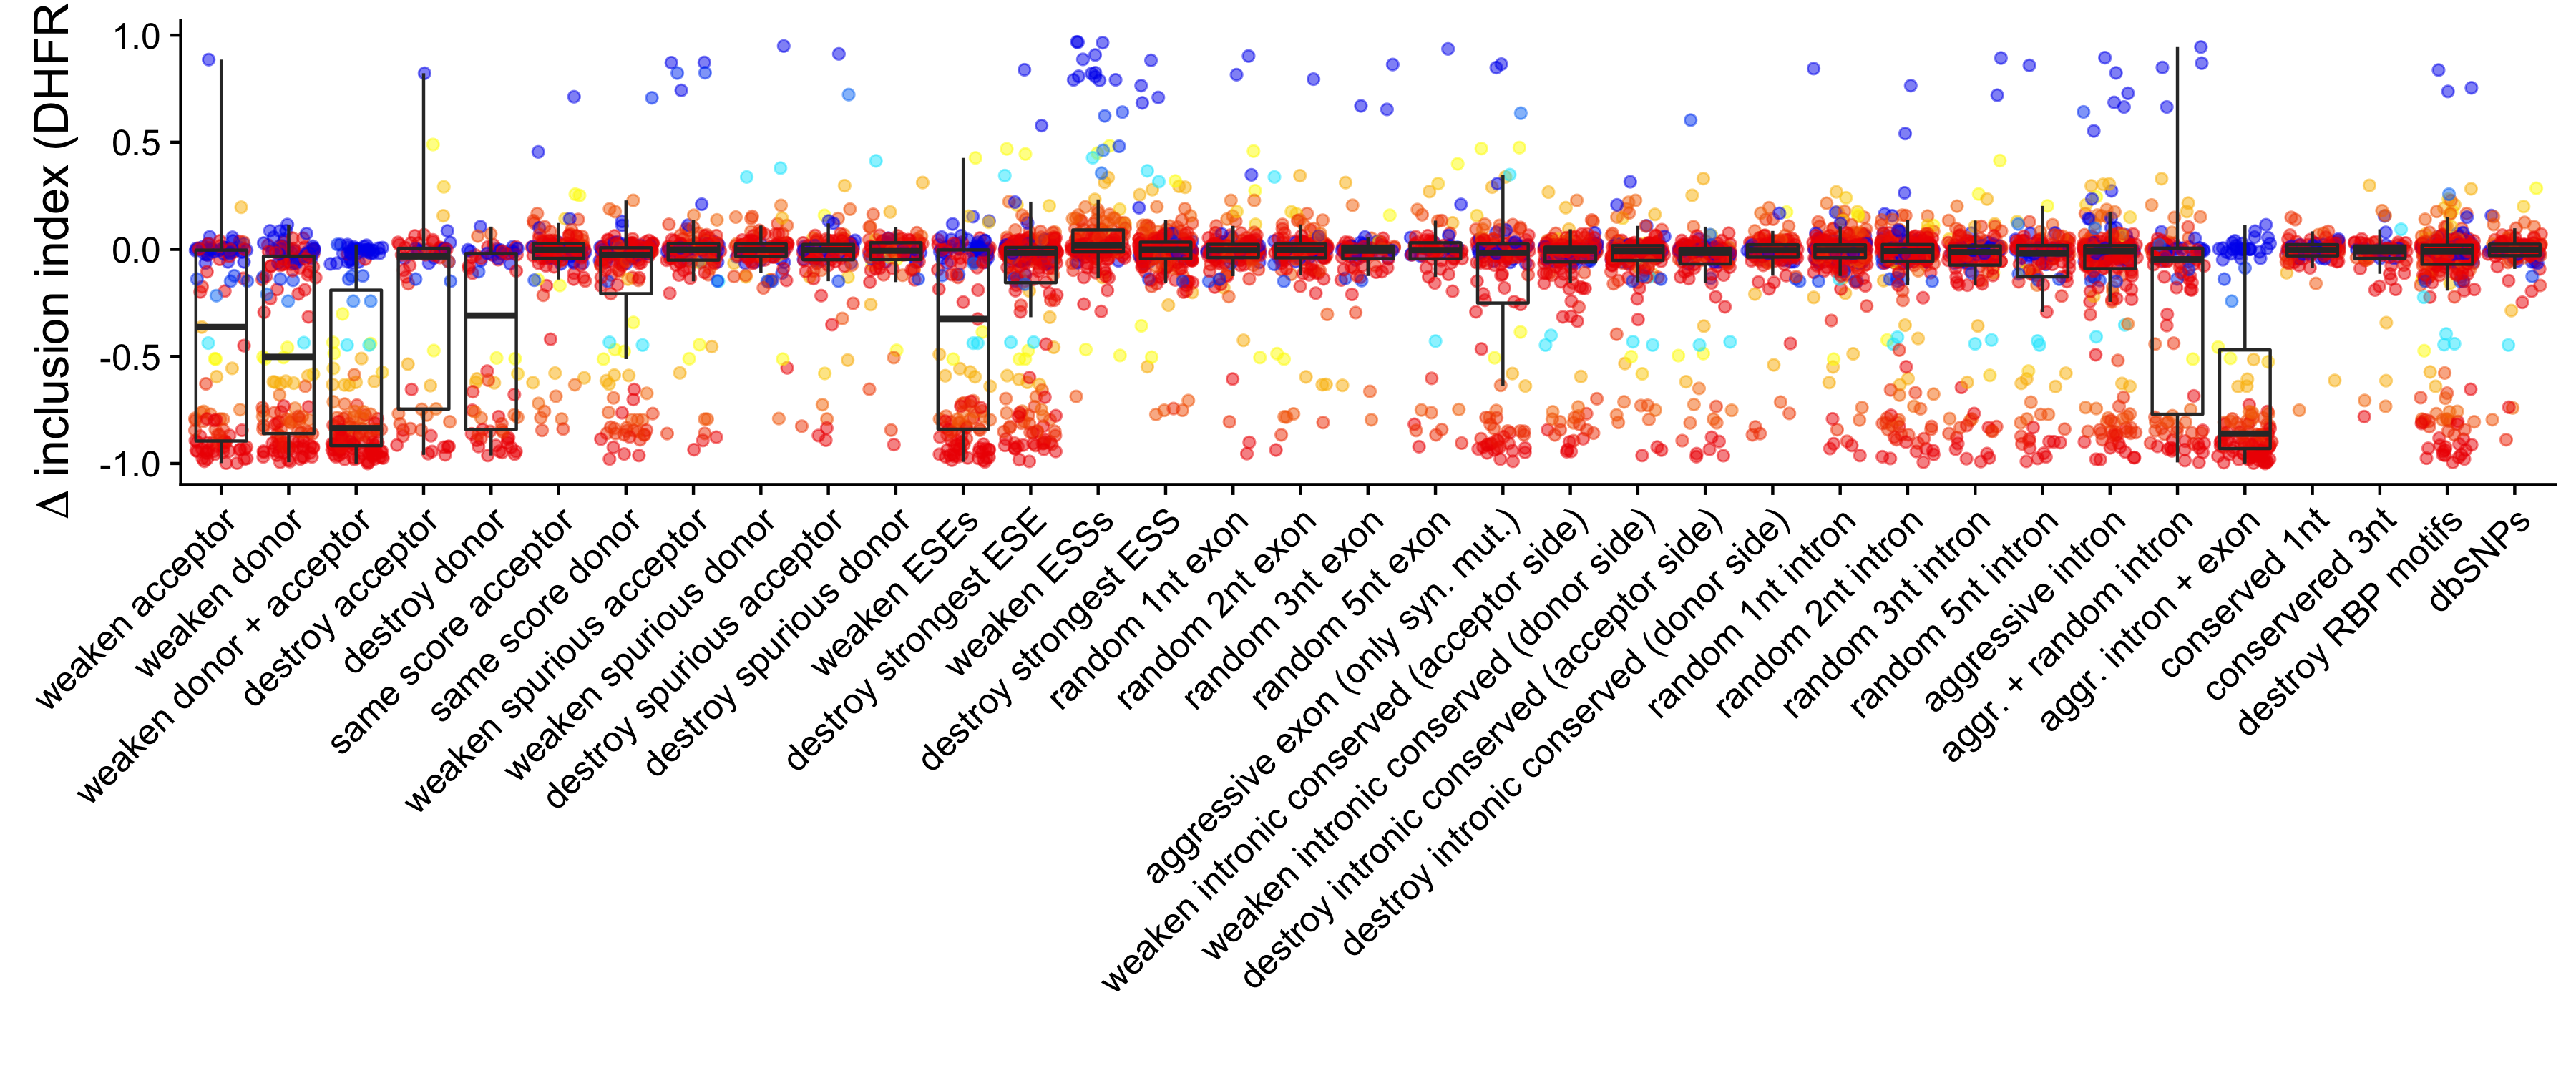 Δ inclusion index (DHFR
1.0
0.5
0.0
-0.5
-1.0
weaken acceptor
weaken donor
weaken donor + acceptor
destroy acceptor
destroy donor
same score acceptor
same score donor
weaken spurious acceptor
weaken spurious donor
destroy spurious acceptor
destroy spurious donor
weaken ESEs
destroy strongest ESE
weaken ESSs
destroy strongest ESS
random 1nt exon
random 2nt exon
random 3nt exon
random 5nt exon
aggressive exon (only syn. mut.)
weaken intronic conserved (acceptor side)
weaken intronic conserved (donor side)
destroy intronic conserved (acceptor side)
destroy intronic conserved (donor side)
random 1nt intron
random 2nt intron
random 3nt intron
random 5nt intron
aggressive intron
aggr. + random intron
aggr. intron + exon
conserved 1nt
conserved 3nt
destroy RBP motifs
dbSNPs